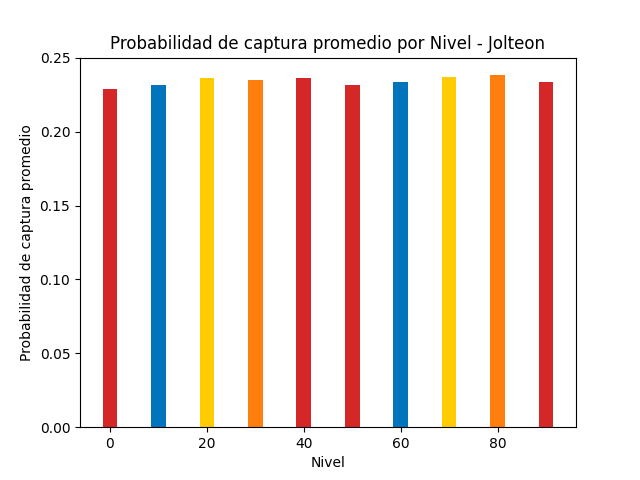 Probabilidad de captura promedio por Nivel - Jolteon
Probabilidad de captura promedio
0.25
0.20
0.15
0.10
0.05
0.00
0 20 40 60 80
Nivel